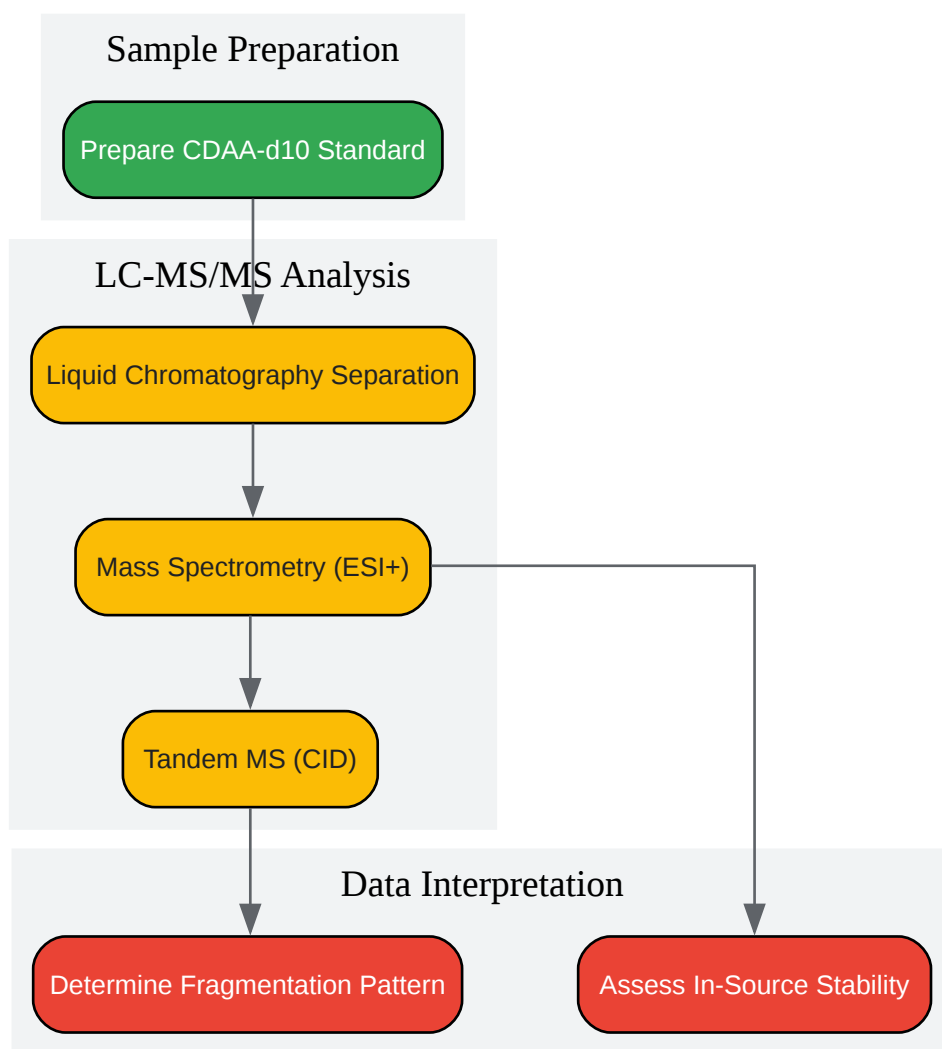 Sample Preparation
Prepare CDAA-d10 Standard
LC-MS/MS Analysis
Liquid Chromatography Separation
Mass Spectrometry (ESI+)
Tandem MS (CID)
Data Interpretation
Determine Fragmentation Pattern
Assess In-Source Stability